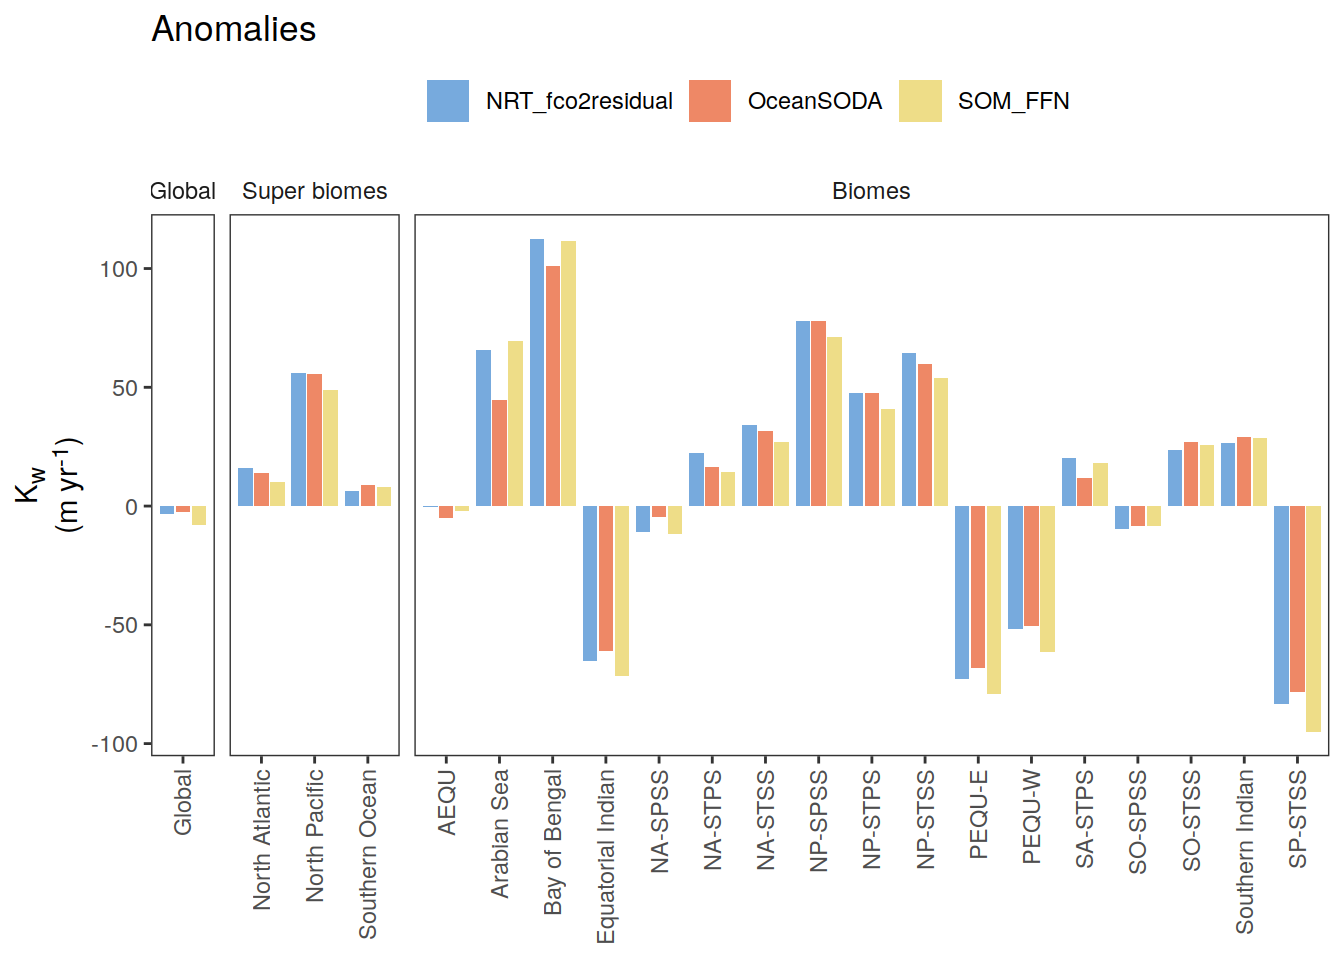 Anomalies
NRT_fco2residual
OceanSODA
SOM_FFN
Global
Super biomes
Biomes
K_w
(m yr^-1)
100
50
0
-50
-100
Global
North Atlantic
North Pacific
Southern Ocean
AEQU
Arabian Sea
Bay of Bengal
Equatorial Indian
NA-SPSS
NA-STPS
NA-STSS
NP-SPSS
NP-STPS
NP-STSS
PEQU-E
PEQU-W
SA-STPS
SO-SPSS
SO-STSS
Southern Indian
SP-STSS